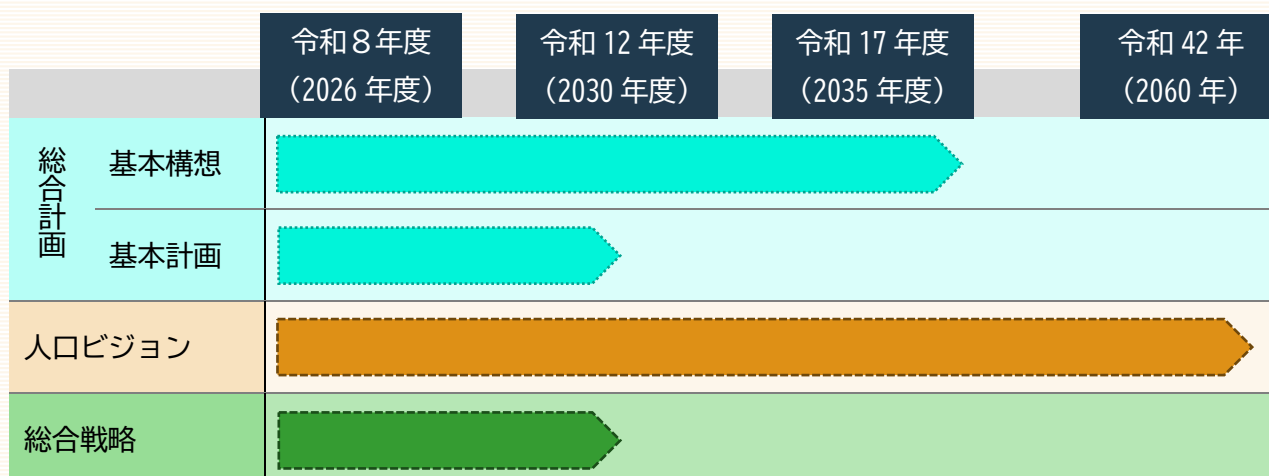 令和８年度
（2026 年度）
令和 12 年度
（2030 年度）
令和 17 年度
（2035 年度）
令和 42 年
（2060 年）
総合計画
基本構想
基本計画
人口ビジョン
総合戦略